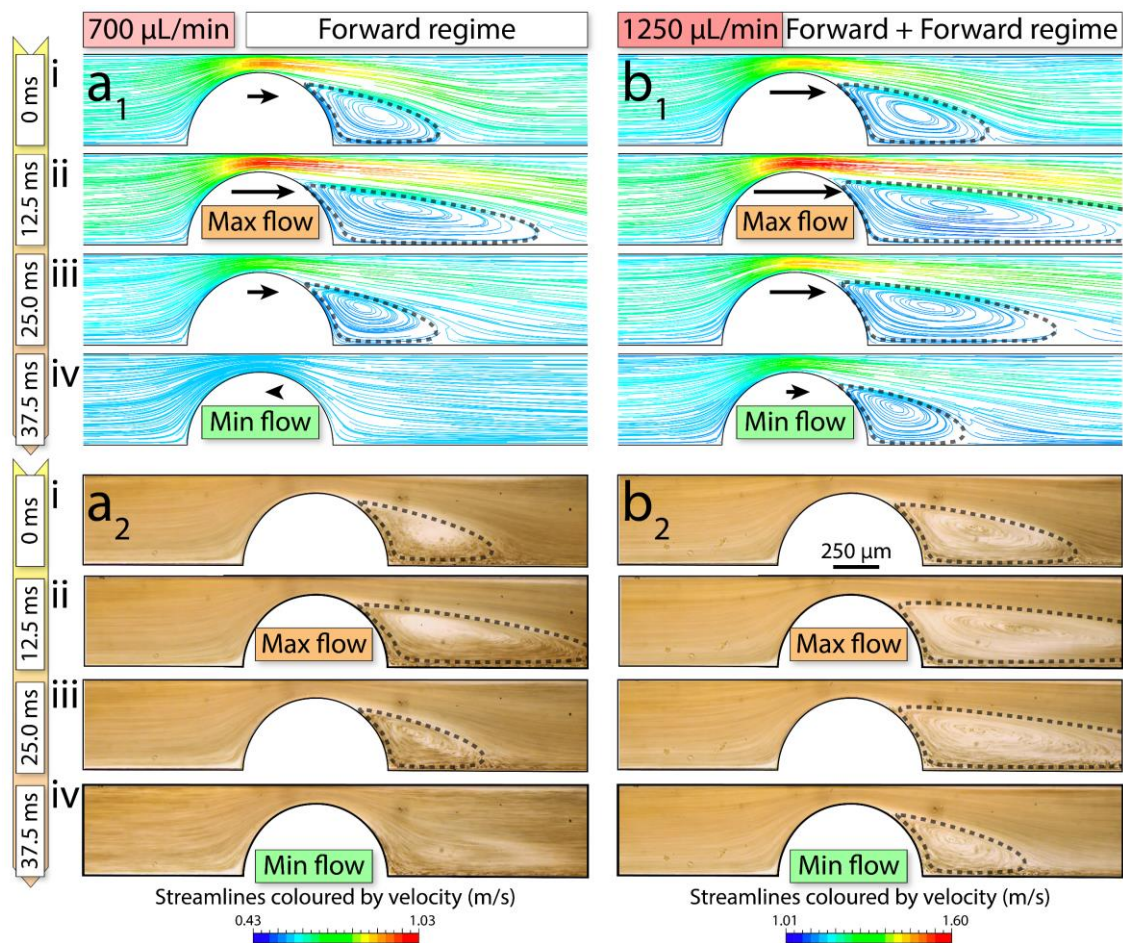 700 µL/min Forward regime 1250 µL/min Forward + Forward regime
i
a1
b1
0 ms
ii
12.5 ms
Max flow Max flow
iii
25.0 ms
iv
37.5 ms
Min flow Min flow
i
a2
b2
0 ms
250 µm
ii
12.5 ms
Max flow Max flow
iii
25.0 ms
iv
37.5 ms
Min flow Min flow
Streamlines coloured by velocity (m/s) Streamlines coloured by velocity (m/s)
0.43 1.03 1.01 1.60